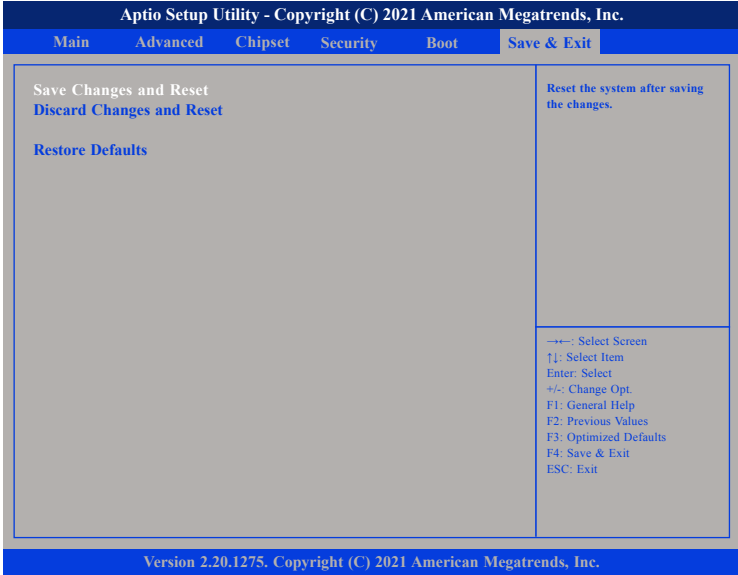 Aptio Setup Utility - Copyright (C) 2021 American Megatrends, Inc.
Main Advanced Chipset Security Boot Save & Exit
Save Changes and Reset
Discard Changes and Reset
Restore Defaults
Reset the system after saving
the changes.
→←: Select Screen
↑↓: Select Item
Enter: Select
+/-: Change Opt.
F1: General Help
F2: Previous Values
F3: Optimized Defaults
F4: Save & Exit
ESC: Exit
Version 2.20.1275. Copyright (C) 2021 American Megatrends, Inc.